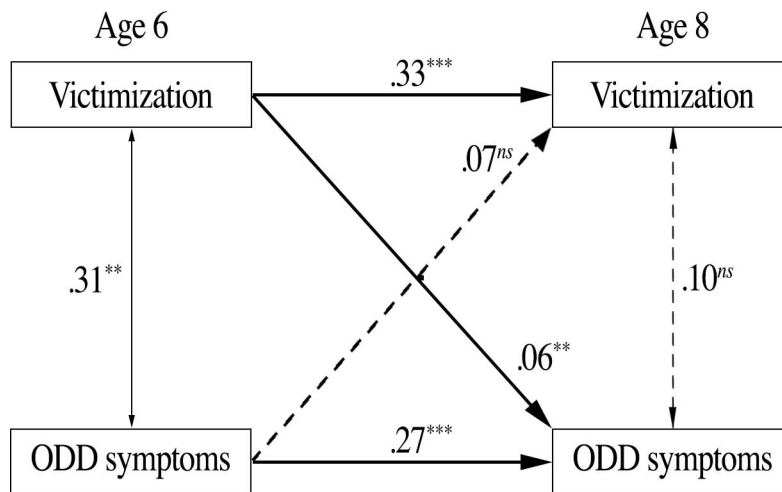 Age 6
Age 8
Victimization
.33***
Victimization
.07ns
.31**
.10ns
.06**
ODD symptoms
.27***
ODD symptoms